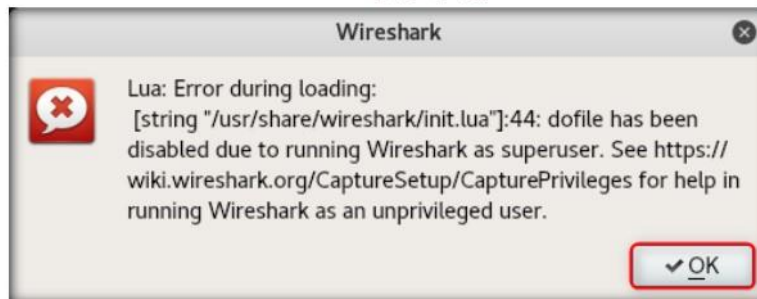 Wireshark
Lua: Error during loading:
[string "/usr/share/wireshark/init.lua"]:44: dofile has been
disabled due to running Wireshark as superuser. See https://
wiki.wireshark.org/CaptureSetup/CapturePrivileges for help in
running Wireshark as an unprivileged user.
OK